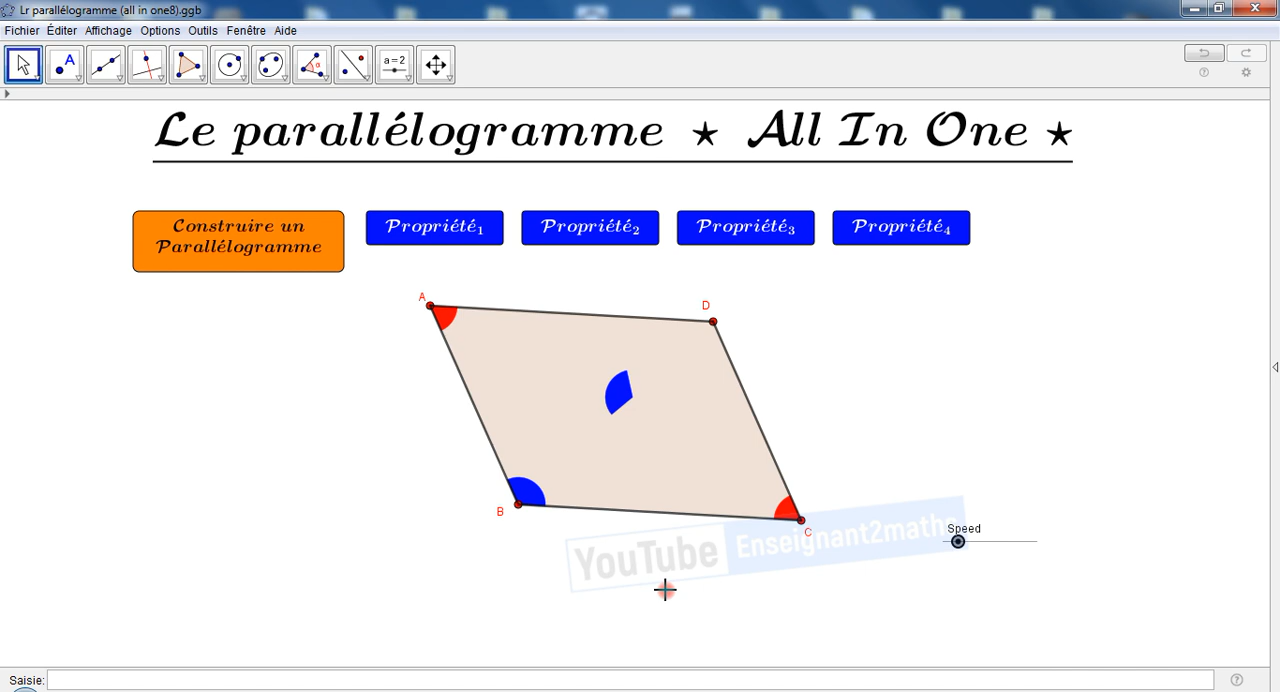 Lr parallélogramme (all in one8).ggb
Fichier Éditer Affichage Options Outils Fenêtre Aide
A
α
a=2
Le parallélogramme ★ All In One ★
Construire un
Parallélogramme
Propriété₁
Propriété₂
Propriété₃
Propriété₄
A
D
B
C
Speed
YouTube Enseignant2maths
Saisie: